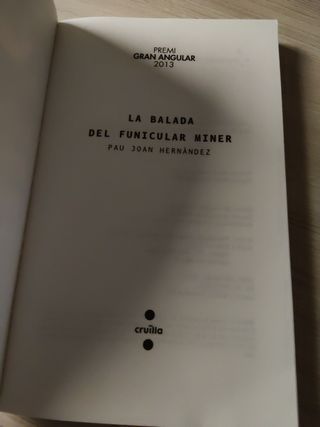 PREMI
GRAN ANGULAR
2013
LA BALADA
DEL FUNICULAR MINER
PAU JOAN HERNÀNDEZ
cruïlla